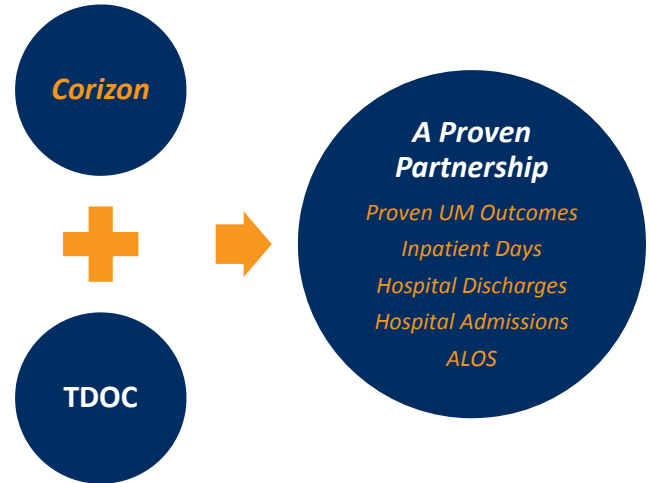 Corizon
TDOC
A Proven
Partnership
Proven UM Outcomes
Inpatient Days
Hospital Discharges
Hospital Admissions
ALOS